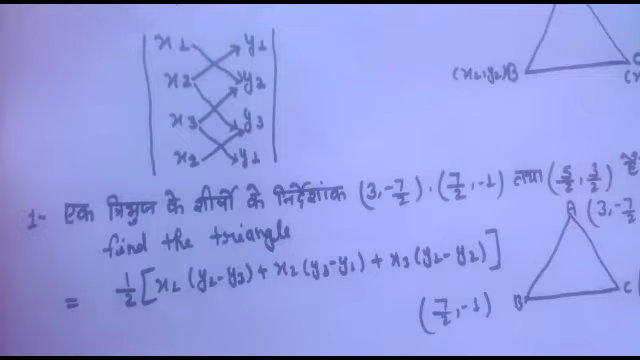 x1 y1
x2 y2
(x2, y2) B
x3 y3
x1 y1
1- एक त्रिभुज के शीर्षों के निर्देशांक (3, -7/2), (7/2, -1) तथा (5/2, 3/2) है
find the triangle
A (3, -7/2
= 1/2 [x1 (y2-y3) + x2 (y3-y1) + x3 (y1-y2)]
(7/2, -1) B C